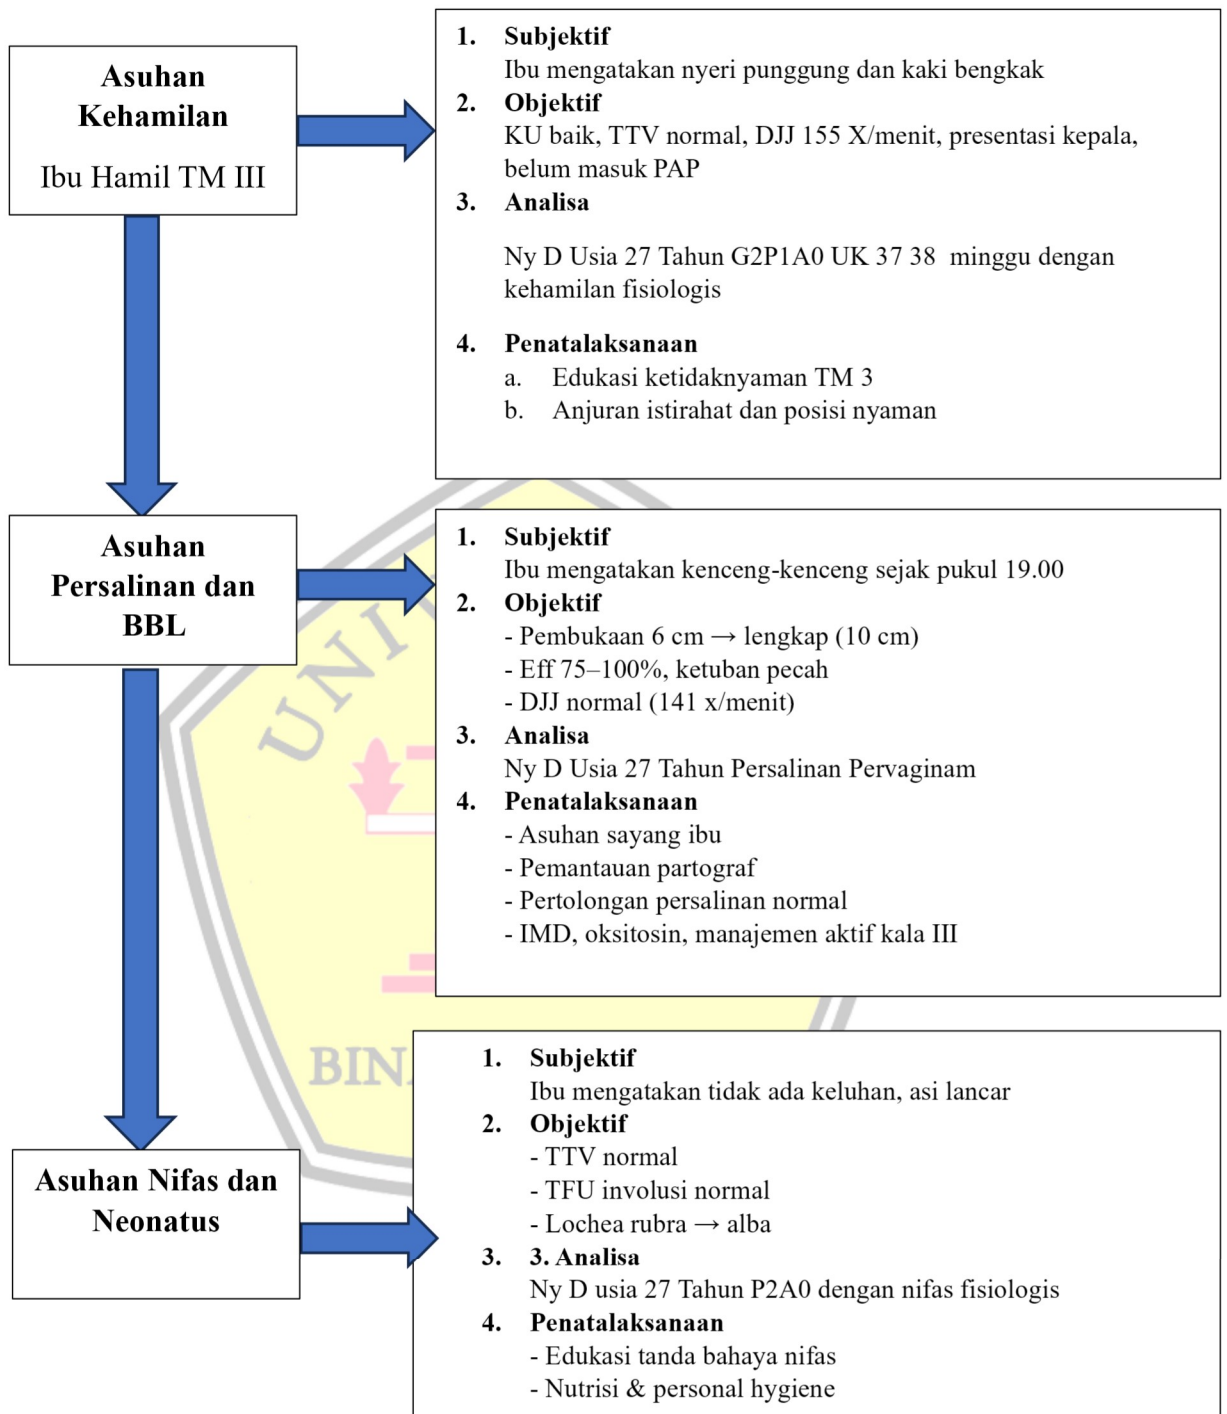 Asuhan
Kehamilan
Ibu Hamil TM III
1. Subjektif
Ibu mengatakan nyeri punggung dan kaki bengkak
2. Objektif
KU baik, TTV normal, DJJ 155 X/menit, presentasi kepala,
belum masuk PAP
3. Analisa
Ny D Usia 27 Tahun G2P1A0 UK 37 38 minggu dengan
kehamilan fisiologis
4. Penatalaksanaan
a. Edukasi ketidaknyaman TM 3
b. Anjuran istirahat dan posisi nyaman
Asuhan
Persalinan dan
BBL
1. Subjektif
Ibu mengatakan kenceng-kenceng sejak pukul 19.00
2. Objektif
- Pembukaan 6 cm → lengkap (10 cm)
- Eff 75–100%, ketuban pecah
- DJJ normal (141 x/menit)
3. Analisa
Ny D Usia 27 Tahun Persalinan Pervaginam
4. Penatalaksanaan
- Asuhan sayang ibu
- Pemantauan partograf
- Pertolongan persalinan normal
- IMD, oksitosin, manajemen aktif kala III
UNI
BIN
Asuhan Nifas dan
Neonatus
1. Subjektif
Ibu mengatakan tidak ada keluhan, asi lancar
2. Objektif
- TTV normal
- TFU involusi normal
- Lochea rubra → alba
3. 3. Analisa
Ny D usia 27 Tahun P2A0 dengan nifas fisiologis
4. Penatalaksanaan
- Edukasi tanda bahaya nifas
- Nutrisi & personal hygiene